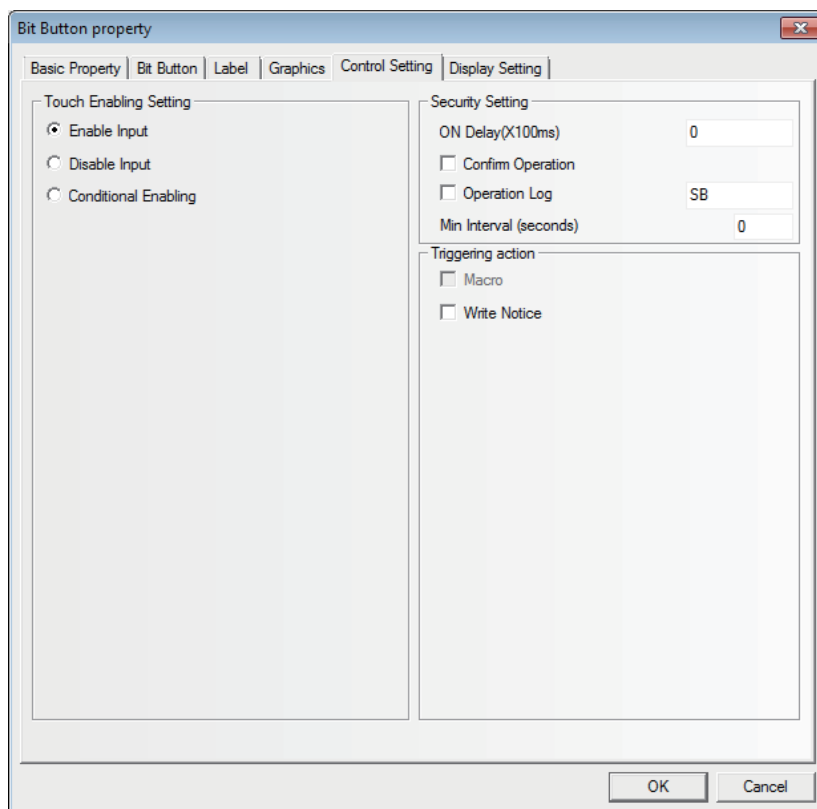 Bit Button property
Basic Property Bit Button Label Graphics Control Setting Display Setting
Touch Enabling Setting
Enable Input
Disable Input
Conditional Enabling
Security Setting
ON Delay(X100ms) 0
Confirm Operation
Operation Log SB
Min Interval (seconds) 0
Triggering action
Macro
Write Notice
OK Cancel